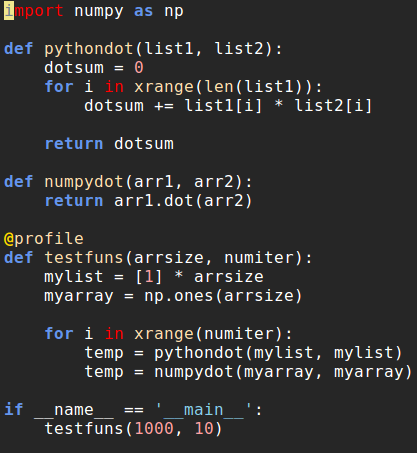 import numpy as np

def pythondot(list1, list2):
    dotsum = 0
    for i in xrange(len(list1)):
        dotsum += list1[i] * list2[i]

    return dotsum

def numpydot(arr1, arr2):
    return arr1.dot(arr2)

@profile
def testfuns(arrsize, numiter):
    mylist = [1] * arrsize
    myarray = np.ones(arrsize)

    for i in xrange(numiter):
        temp = pythondot(mylist, mylist)
        temp = numpydot(myarray, myarray)

if __name__ == '__main__':
    testfuns(1000, 10)